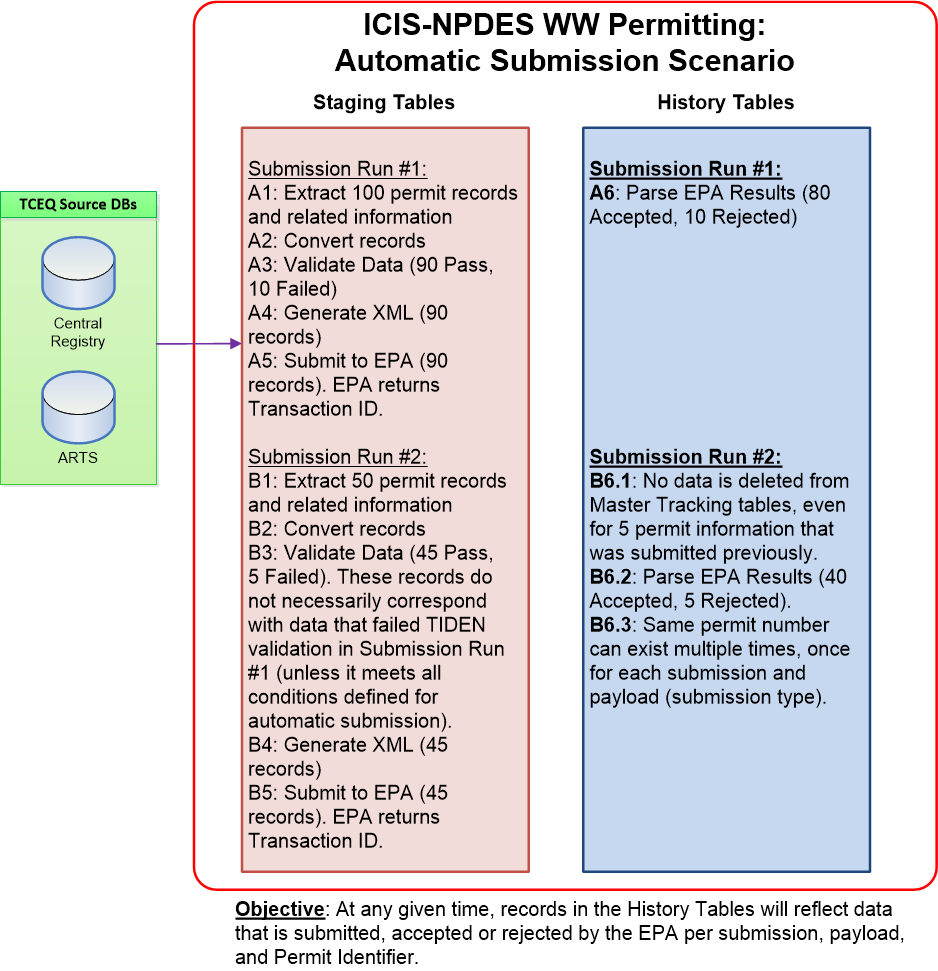 ICIS-NPDES WW Permitting:
Automatic Submission Scenario
TCEQ Source DBs
Central
Registry
ARTS
Staging Tables
Submission Run #1:
A1: Extract 100 permit records
and related information
A2: Convert records
A3: Validate Data (90 Pass,
10 Failed)
A4: Generate XML (90
records)
A5: Submit to EPA (90
records). EPA returns
Transaction ID.
Submission Run #2:
B1: Extract 50 permit records
and related information
B2: Convert records
B3: Validate Data (45 Pass,
5 Failed). These records do
not necessarily correspond
with data that failed TIDEN
validation in Submission Run
#1 (unless it meets all
conditions defined for
automatic submission).
B4: Generate XML (45
records)
B5: Submit to EPA (45
records). EPA returns
Transaction ID.
History Tables
Submission Run #1:
A6: Parse EPA Results (80
Accepted, 10 Rejected)
Submission Run #2:
B6.1: No data is deleted from
Master Tracking tables, even
for 5 permit information that
was submitted previously.
B6.2: Parse EPA Results (40
Accepted, 5 Rejected).
B6.3: Same permit number
can exist multiple times, once
for each submission and
payload (submission type).
Objective: At any given time, records in the History Tables will reflect data
that is submitted, accepted or rejected by the EPA per submission, payload,
and Permit Identifier.